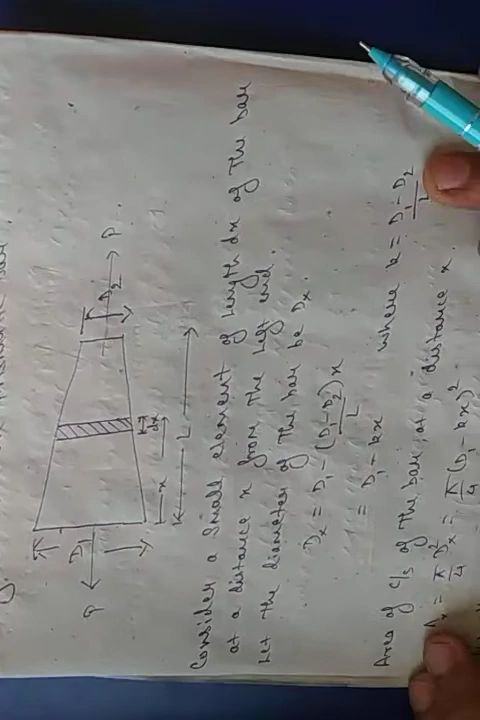 P
D₁
D₂
P
x
dx
L
Consider a small element of length dx of the bar
at a distance x from the left end.
Let the diameter of the bar be Dx.
Dx = D₁ - (D₁ - D₂) x
L
= D₁ - kx where k = D₁ - D₂
L
Area of c/s of the bar at a distance x.
Aₓ = π/4 Dx² = π/4 (D₁ - kx)²